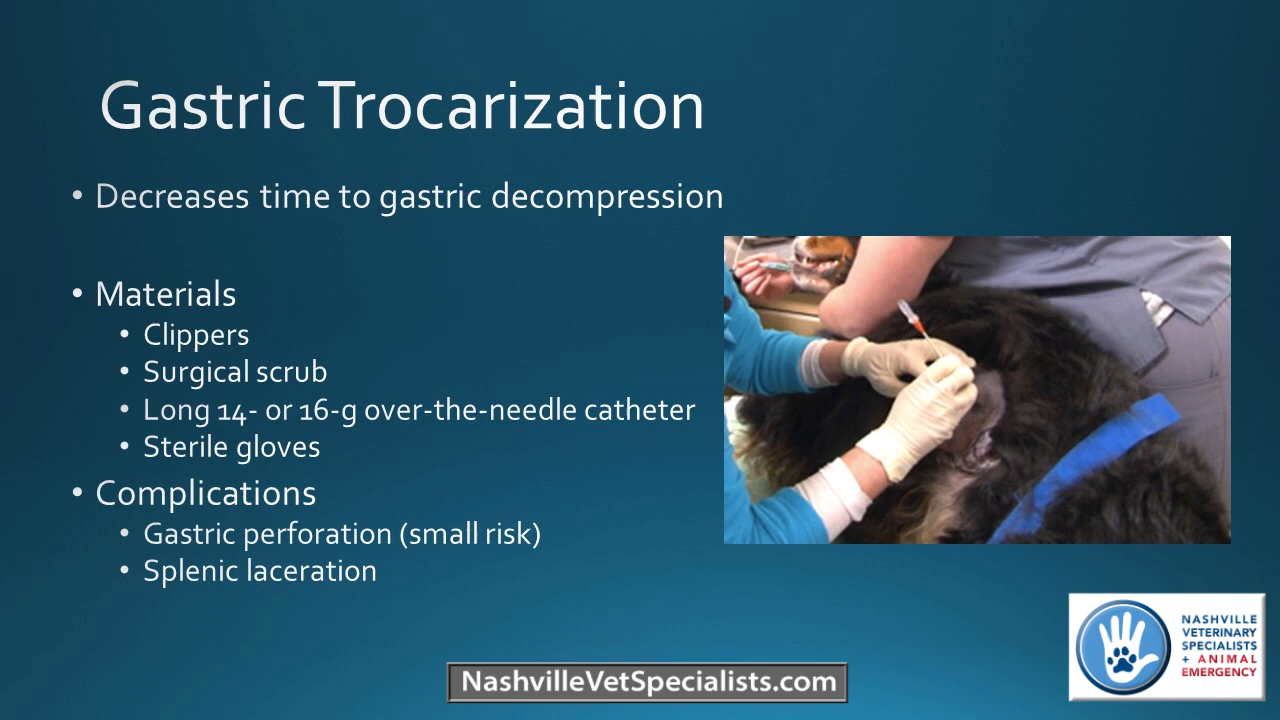 Gastric Trocarization
• Decreases time to gastric decompression
• Materials
• Clippers
• Surgical scrub
• Long 14- or 16-g over-the-needle catheter
• Sterile gloves
• Complications
• Gastric perforation (small risk)
• Splenic laceration
NASHVILLE
VETERINARY
SPECIALISTS
+ ANIMAL
EMERGENCY
NashvilleVetSpecialists.com